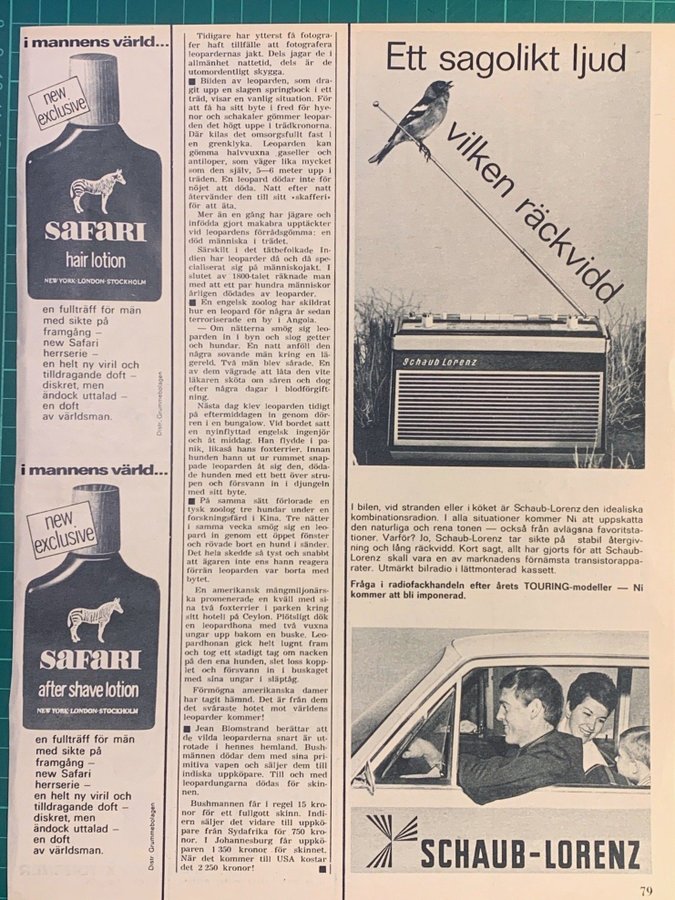 i mannens värld...
new
exclusive
SAFARI
hair lotion
NEW YORK·LONDON·STOCKHOLM
en fullträff för män
med sikte på
framgång –
new Safari
herrserie –
en helt ny viril och
tilldragande doft –
diskret, men
ändock uttalad –
en doft
av världsman.
Distr. Grummebolagen
i mannens värld...
new
exclusive
SAFARI
after shave lotion
NEW YORK·LONDON·STOCKHOLM
en fullträff för män
med sikte på
framgång –
new Safari
herrserie –
en helt ny viril och
tilldragande doft –
diskret, men
ändock uttalad –
en doft
av världsman.
Distr. Grummebolagen
Tidigare har ytterst få fotogra-
fer haft tillfälle att fotografera
leopardernas jakt. Dels jagar de i
allmänhet nattetid, dels är de
utomordentligt skygga.
■ Bilden av leoparden, som dra-
git upp en slagen springbock i ett
träd, visar en vanlig situation. För
att få ha sitt byte i fred för hye-
nor och schakaler gömmer leopar-
den det högt uppe i trädkronorna.
Där kilas det omsorgsfullt fast i
en grenklyka. Leoparden kan
gömma halvvuxna gaseller och
antiloper, som väger lika mycket
som den själv, 5—6 meter upp i
träden. En leopard dödar inte för
nöjet att döda. Natt efter natt
återvänder den till sitt »skafferi»
för att äta.
Mer än en gång har jägare och
infödda gjort makabra upptäckter
vid leopardens förrådsgömma: en
död människa i trädet.
Särskilt i det tätbefolkade In-
dien har leoparder då och då spe-
cialiserat sig på människojakt. I
slutet av 1800-talet räknade man
med att ett par hundra människor
årligen dödades av leoparder.
■ En engelsk zoolog har skildrat
hur en leopard för några år sedan
terroriserade en by i Angola.
— Om nätterna smög sig leo-
parden in i byn och slog getter
och hundar. En natt anföll den
några sovande män kring en lä-
gereld. Två män blev sårade. En
av dem vägrade att låta den vite
läkaren sköta om såren och dog
efter några dagar i blodförgift-
ning.
Nästa dag klev leoparden tidigt
på eftermiddagen in genom dör-
ren i en bungalow. Vid bordet satt
en nyinflyttad engelsk ingenjör
och åt middag. Han flydde i pa-
nik, likaså hans foxterrier. Innan
hunden hann ut ur rummet snap-
pade leoparden åt sig den, döda-
de hunden med ett bett över stru-
pen och försvann in i djungeln
med sitt byte.
■ På samma sätt förlorade en
tysk zoolog tre hundar under en
forskningsfärd i Kina. Tre nätter
i samma vecka smög sig en leo-
pard in genom ett öppet fönster
och rövade bort en hund i sänder.
Det hela skedde så tyst och snabbt
att ägaren inte ens hann reagera
förrän leoparden var borta med
bytet.
En amerikansk mångmiljonärs-
ka promenerade en kväll med si-
na två foxterrier i parken kring
sitt hotell på Ceylon. Plötsligt dök
en leopardhona med två vuxna
ungar upp bakom en buske. Leo-
pardhonan gick helt lugnt fram
och tog ett stadigt tag om nacken
på den ena hunden, slet loss kopp-
let och försvann in i buskaget
med sina ungar i släptåg.
Förmögna amerikanska damer
har tagit hämnd. Det är från dem
det svåraste hotet mot världens
leoparder kommer!
■ Jean Blomstrand berättar att
de vilda leoparderna snart är ut-
rotade i hennes hemland. Bush-
männen dödar dem med sina pri-
mitiva vapen och säljer dem till
indiska uppköpare. Till och med
leopardungarna dödas för skin-
nen.
Bushmannen får i regel 15 kro-
nor för ett fullgott skinn. Indi-
ern säljer det vidare till uppkö-
pare från Sydafrika för 750 kro-
nor. I Johannesburg får uppkö-
paren 1 350 kronor för skinnet.
När det kommer till USA kostar
det 2 250 kronor! ■
Ett sagolikt ljud
vilken räckvidd
Schaub Lorenz
I bilen, vid stranden eller i köket är Schaub-Lorenz den idealiska
kombinationsradion. I alla situationer kommer Ni att uppskatta
den naturliga och rena tonen — också från avlägsna favoritsta-
tioner. Varför? Jo, Schaub-Lorenz tar sikte på stabil återgiv-
ning och lång räckvidd. Kort sagt, allt har gjorts för att Schaub-
Lorenz skall vara en av marknadens förnämsta transistorappa-
rater. Utmärkt bilradio i lättmonterad kassett.
Fråga i radiofackhandeln efter årets TOURING-modeller — Ni
kommer att bli imponerad.
SCHAUB-LORENZ
79